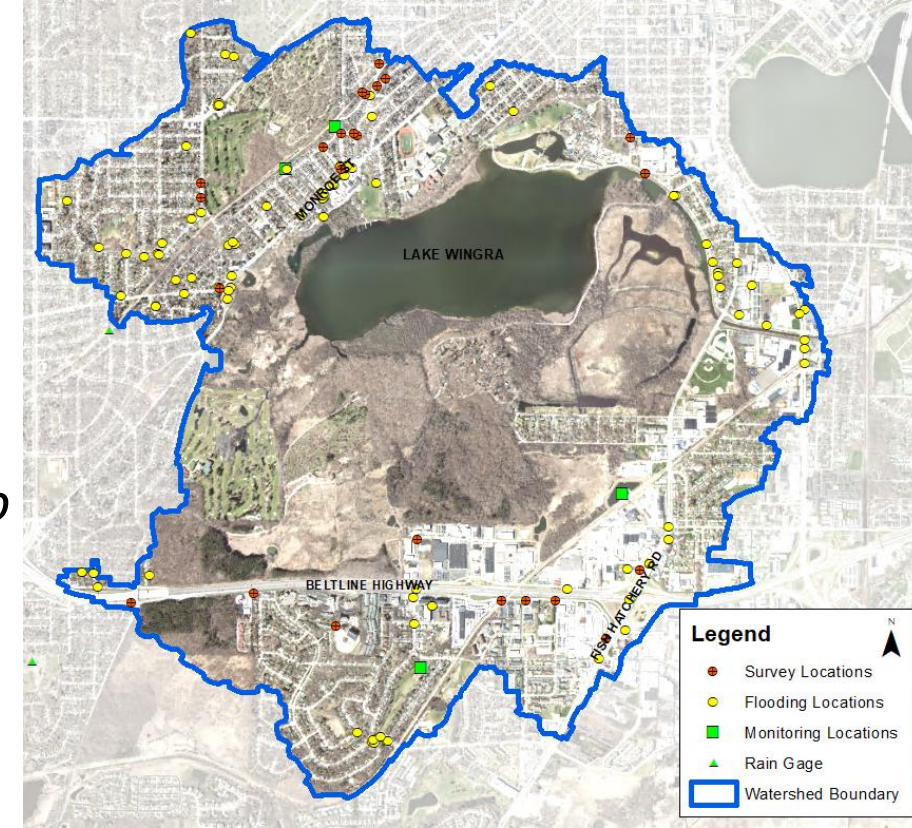 MONROE ST
LAKE WINGRA
BELTLINE HIGHWAY
FISH HATCHERY RD
Legend
N
Survey Locations
Flooding Locations
Monitoring Locations
Rain Gage
Watershed Boundary